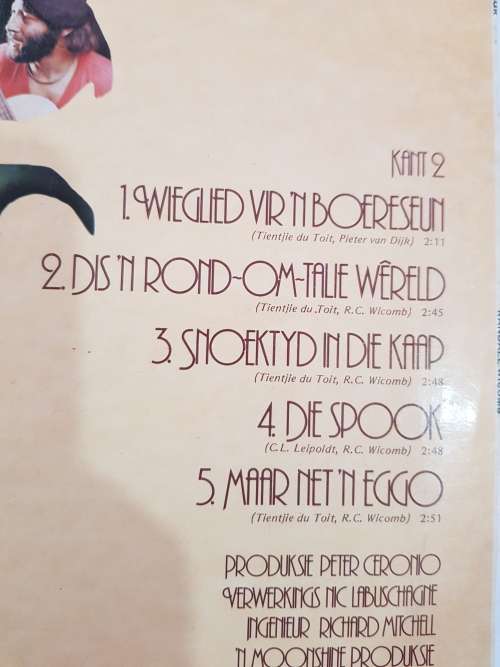 KANT 2
1. WIEGLIED VIR 'N BOERESEUN
(Tientjie du Toit, Pieter van Dijk) 2:11
2. DIS 'N ROND-OM-TALIE WÊRELD
(Tientjie du Toit, R.C. Wicomb) 2:45
3. SNOEKTYD IN DIE KAAP
(Tientjie du Toit, R.C. Wicomb) 2:48
4. DIE SPOOK
(C.L. Leipoldt, R.C. Wicomb) 2:48
5. MAAR NET 'N EGGO
(Tientjie du Toit, R.C. Wicomb) 2:51
PRODUKSIE PETER CERONIO
VERWERKINGS NIC LABUSCHAGNE
INGENIEUR RICHARD MITCHELL
'N MOONSHINE PRODUKSIE